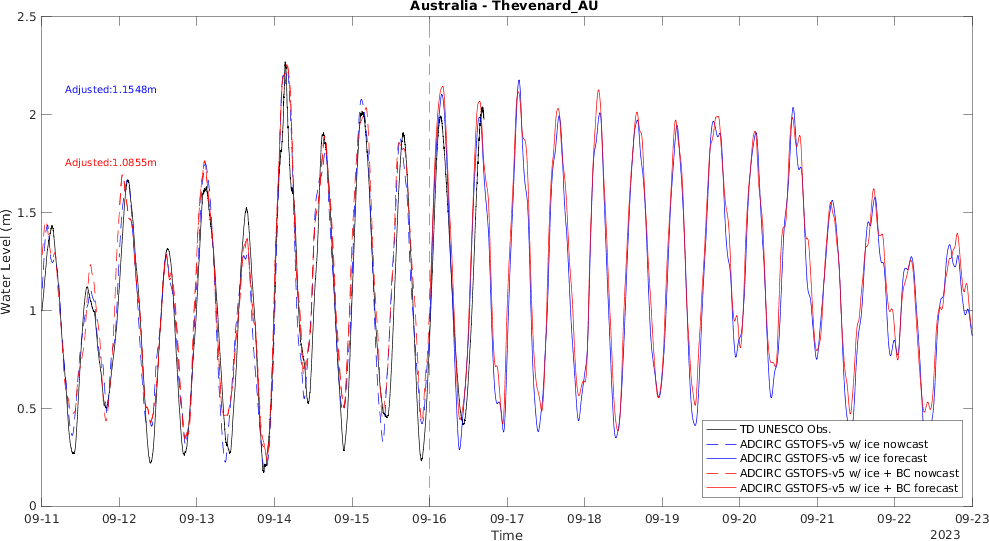 Australia - Thevenard_AU
2.5
Adjusted:1.1548m
2
Adjusted:1.0855m
1.5
Water Level (m)
1
0.5
TD UNESCO Obs.
ADCIRC GSTOFS-v5 w/ ice nowcast
ADCIRC GSTOFS-v5 w/ ice forecast
ADCIRC GSTOFS-v5 w/ ice + BC nowcast
ADCIRC GSTOFS-v5 w/ ice + BC forecast
0
09-11 09-12 09-13 09-14 09-15 09-16 09-17 09-18 09-19 09-20 09-21 09-22 09-23
Time 2023